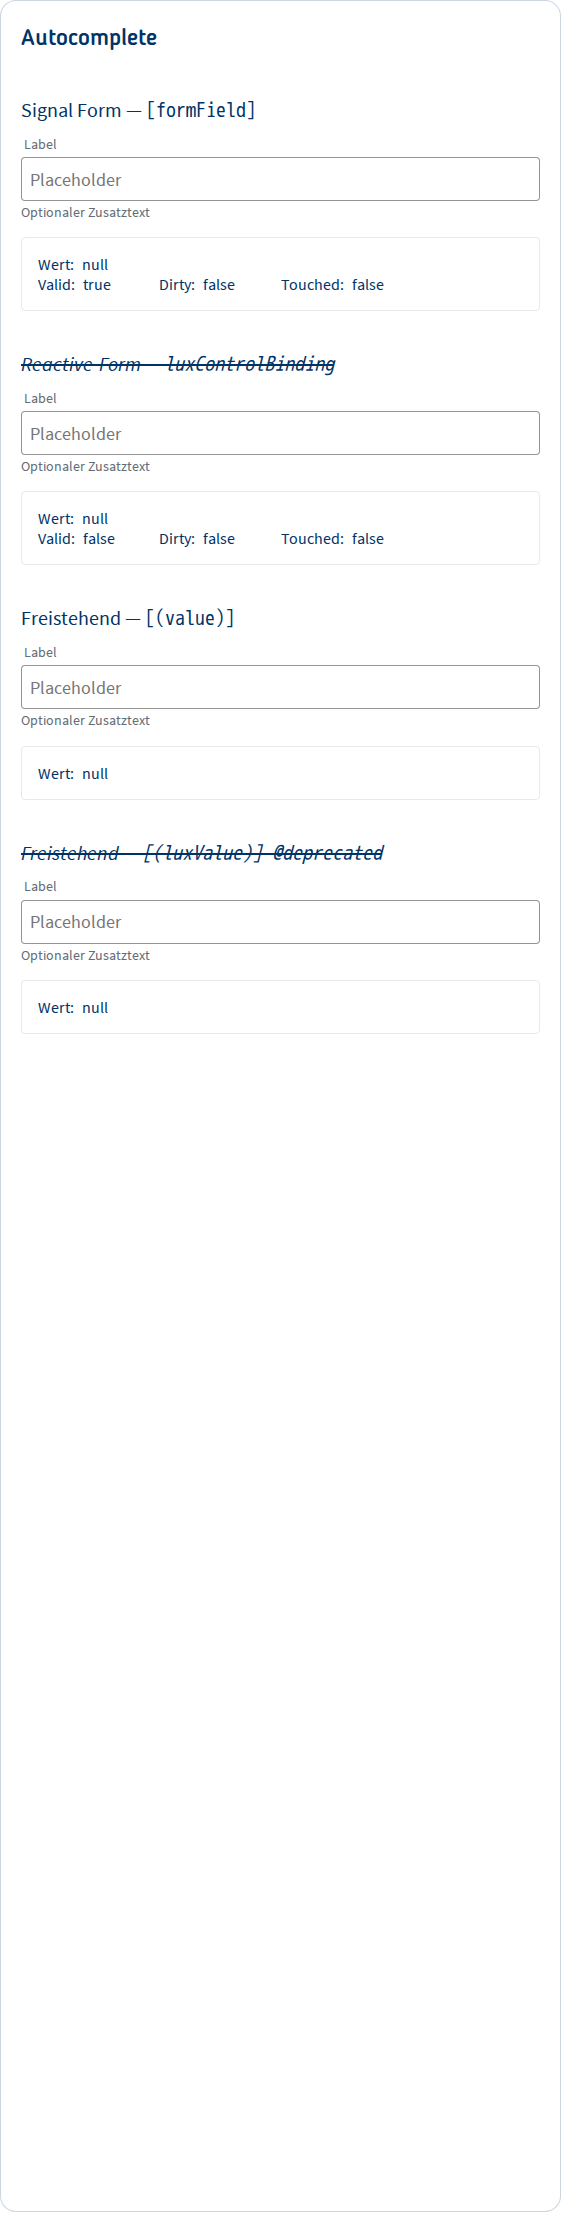 Autocomplete
Signal Form — [formField]
Label
Placeholder
Optionaler Zusatztext
Wert: null
Valid: true Dirty: false Touched: false
Reactive Form — luxControlBinding
Label
Placeholder
Optionaler Zusatztext
Wert: null
Valid: false Dirty: false Touched: false
Freistehend — [(value)]
Label
Placeholder
Optionaler Zusatztext
Wert: null
Freistehend — [(luxValue)] @deprecated
Label
Placeholder
Optionaler Zusatztext
Wert: null